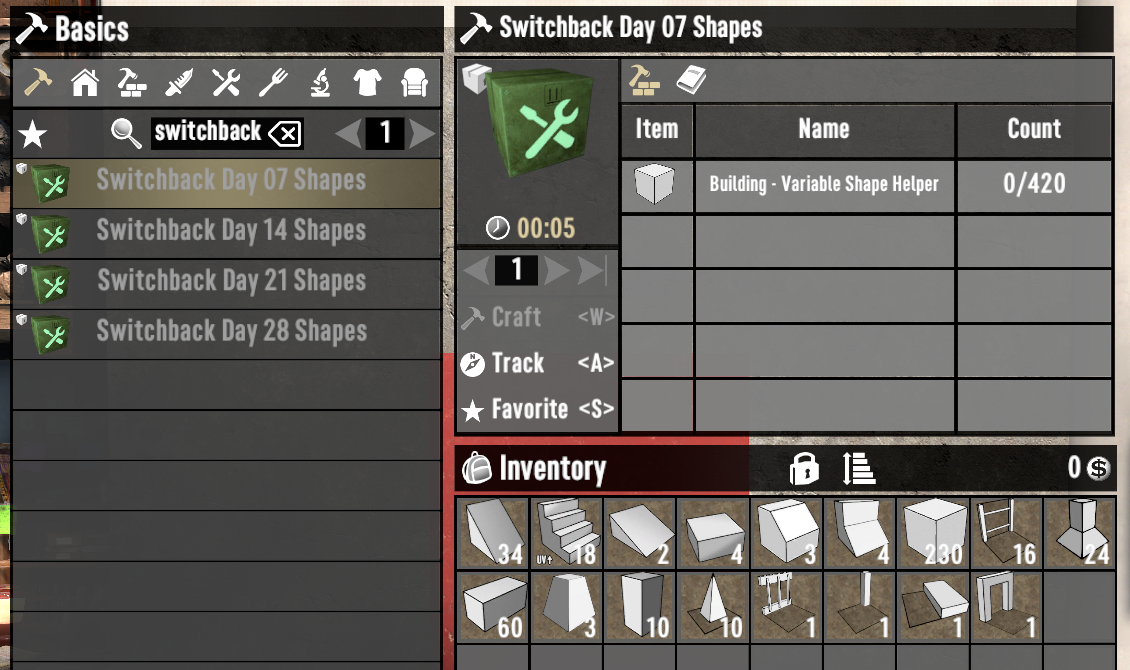 Basics
switchback
1
Switchback Day 07 Shapes
Switchback Day 14 Shapes
Switchback Day 21 Shapes
Switchback Day 28 Shapes
Switchback Day 07 Shapes
00:05
1
Craft <W>
Track <A>
Favorite <S>
Item Name Count
Building - Variable Shape Helper 0/420
Inventory 0
34 UV↑ 18 2 4 3 4 230 16 24
60 3 10 10 1 1 1 1